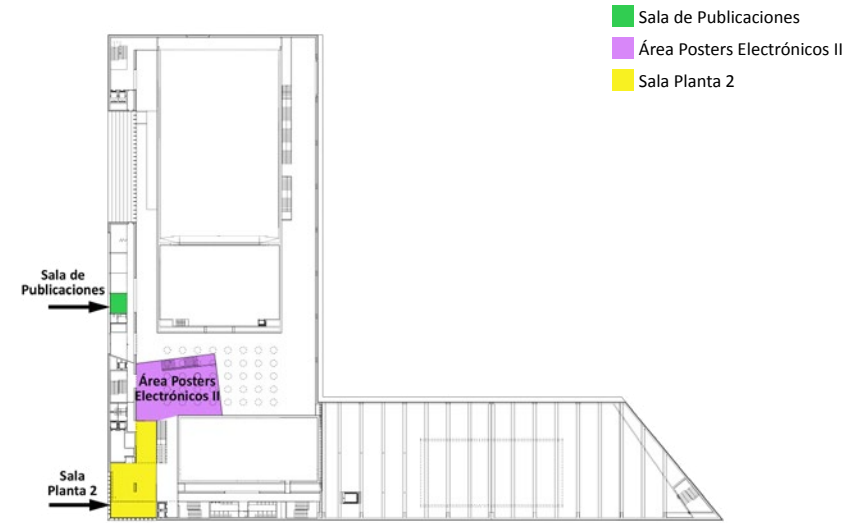 Sala de Publicaciones
Área Posters Electrónicos II
Sala Planta 2
Sala de
Publicaciones
Área Posters
Electrónicos II
Sala
Planta 2